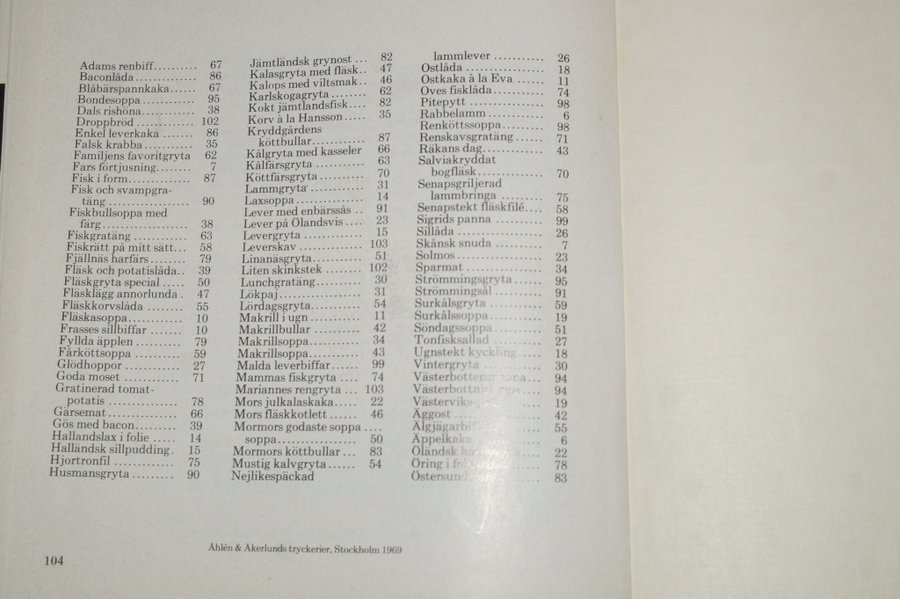 Adams renbiff.......... 67
Baconlåda.............. 86
Blåbärspannkaka...... 67
Bondesoppa ............ 95
Dals rishöna............. 38
Droppbröd ............. 102
Enkel leverkaka ....... 86
Falsk krabba............ 35
Familjens favoritgryta 62
Fars förtjusning........ 7
Fisk i form............... 87
Fisk och svampgra-
täng ................... 90
Fiskbullsoppa med
färg..................... 38
Fiskgratäng ............. 63
Fiskrätt på mitt sätt... 58
Fjällnäs harfärs........ 79
Fläsk och potatislåda.. 39
Fläskgryta special ..... 50
Fläsklägg annorlunda . 47
Fläskkorvslåda ........ 55
Fläskasoppa............. 10
Frasses sillbiffar ....... 10
Fyllda äpplen ........... 79
Fårköttsoppa ........... 59
Glödhoppor ............. 27
Goda moset ............. 71
Gratinerad tomat-
potatis ................ 78
Gärsemat................. 66
Gös med bacon......... 39
Hallandslax i folie ..... 14
Halländsk sillpudding. 15
Hjortronfil ............... 75
Husmansgryta ......... 90
Jämtländsk grynost ... 82
Kalasgryta med fläsk.. 47
Kalops med viltsmak.. 46
Karlskogagryta ......... 62
Kokt jämtlandsfisk.... 82
Korv à la Hansson..... 35
Kryddgårdens
köttbullar.............. 87
Kålgryta med kasseler 66
Kålfärsgryta ............. 63
Köttfärsgryta ........... 70
Lammgryta ............. 31
Laxsoppa................. 14
Lever med enbärssås .. 91
Lever på Ölandsvis .... 23
Levergryta ............... 15
Leverskav ............... 103
Linanäsgryta............ 51
Liten skinkstek ........ 102
Lunchgratäng........... 30
Lökpaj.................... 31
Lördagsgryta............ 54
Makrill i ugn ............ 11
Makrillbullar ........... 42
Makrillsoppa............ 34
Makrillsoppa............ 43
Malda leverbiffar....... 99
Mammas fiskgryta .... 74
Mariannes rengryta ... 103
Mors julkalaskaka..... 22
Mors fläskkotlett ...... 46
Mormors godaste soppa ....
soppa................... 50
Mormors köttbullar ... 83
Mustig kalvgryta...... 54
Nejlikespäckad
lammlever ........... 26
Ostlåda ................... 18
Ostkaka à la Eva ...... 11
Oves fisklåda............ 74
Pitepytt .................. 98
Rabbelamm ............. 6
Renköttssoppa.......... 98
Renskavsgratäng ...... 71
Räkans dag.............. 43
Salviakryddat
bogfläsk................ 70
Senapsgriljerad
lammbringa .......... 75
Senapstekt fläskfilé.... 58
Sigrids panna ........... 99
Sillåda .................... 26
Skånsk snuda ........... 7
Solmos.................... 23
Sparmat .................. 34
Strömmingsgryta...... 95
Strömmingsål........... 91
Surkålsgryta ............ 59
Surkålssoppa............ 19
Söndagssoppa........... 51
Tonfisksallad ........... 27
Ugnstekt kyckling ..... 18
Vintergryta .............. 30
94
94
19
Äggost .................... 42
55
Äppelkaka ............... 6
Öländsk 22
Öring i 78
83
Åhlén & Åkerlunds tryckerier, Stockholm 1969
104